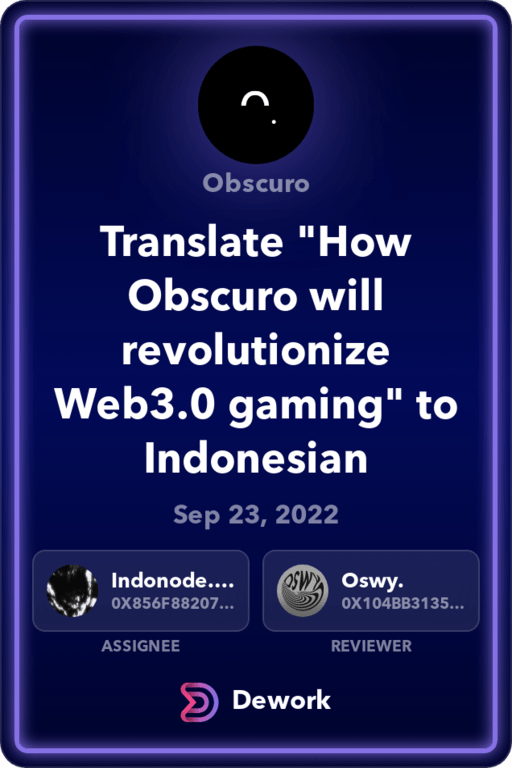 Obscuro
Translate "How
Obscuro will
revolutionize
Web3.0 gaming" to
Indonesian
Sep 23, 2022
Indonode....
0X856F88207...
ASSIGNEE
OSWY
Oswy.
0X104BB3135...
REVIEWER
Dework